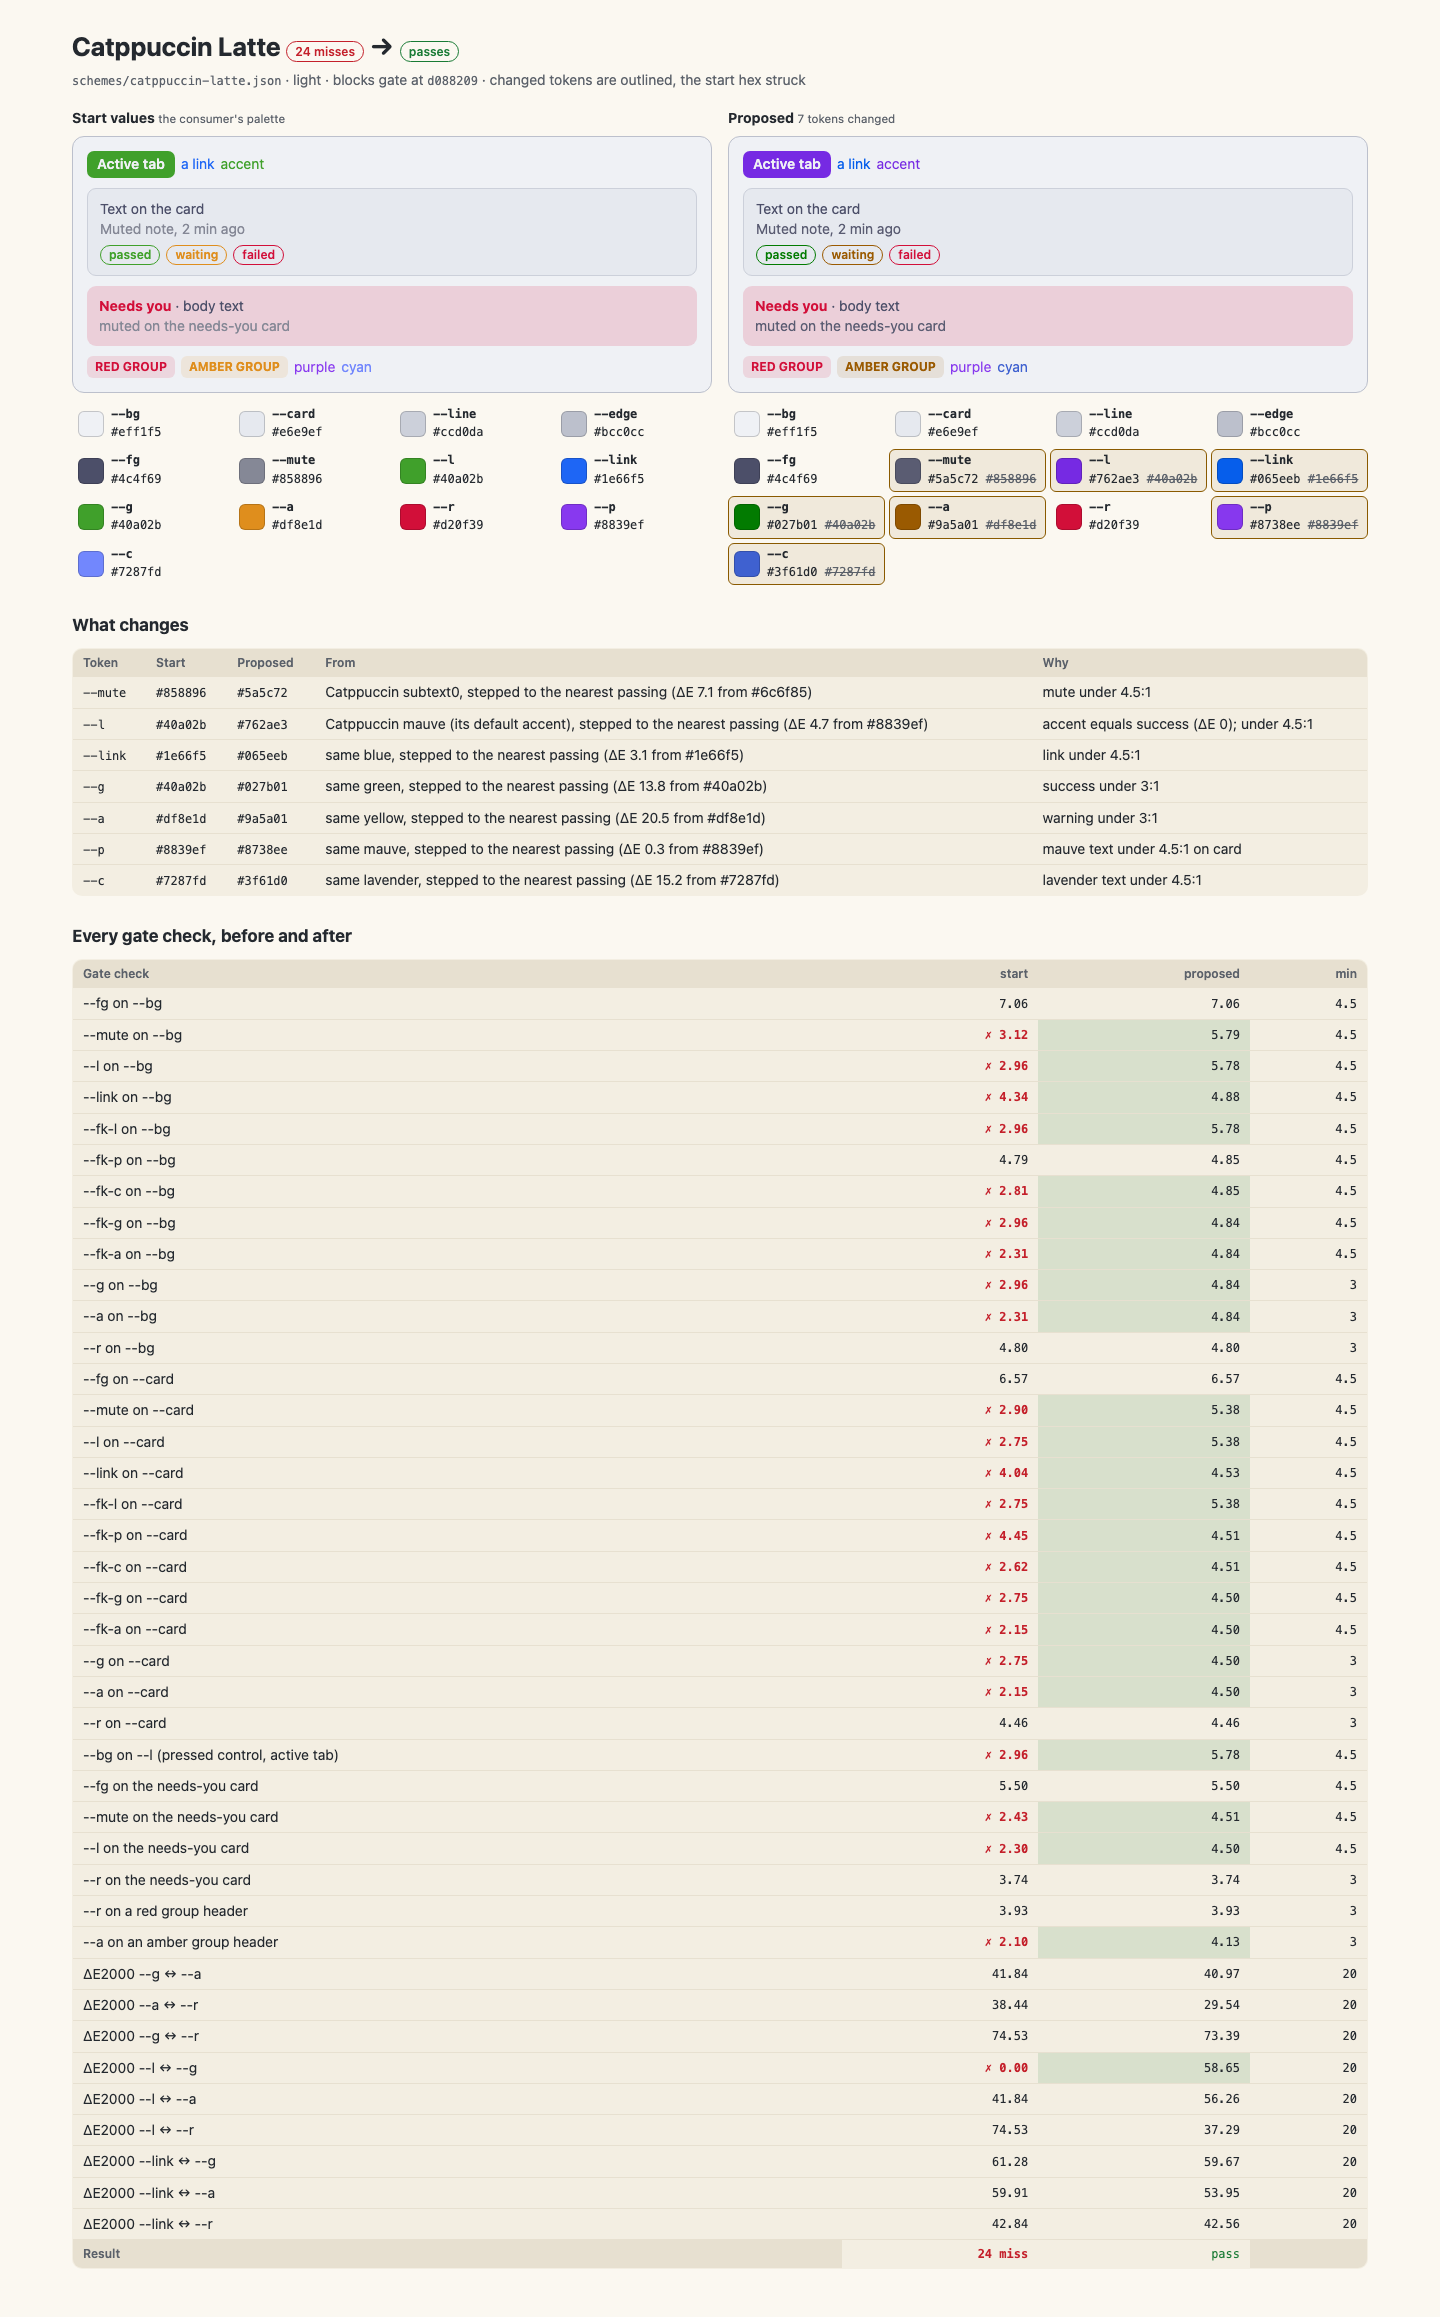 Catppuccin Latte 24 misses → passes
schemes/catppuccin-latte.json · light · blocks gate at d088209 · changed tokens are outlined, the start hex struck
Start values the consumer's palette
Active tab a link accent
Text on the card
Muted note, 2 min ago
passed waiting failed
Needs you · body text
muted on the needs-you card
RED GROUP AMBER GROUP purple cyan
--bg #eff1f5
--card #e6e9ef
--line #ccd0da
--edge #bcc0cc
--fg #4c4f69
--mute #858896
--l #40a02b
--link #1e66f5
--g #40a02b
--a #df8e1d
--r #d20f39
--p #8839ef
--c #7287fd
Proposed 7 tokens changed
Active tab a link accent
Text on the card
Muted note, 2 min ago
passed waiting failed
Needs you · body text
muted on the needs-you card
RED GROUP AMBER GROUP purple cyan
--bg #eff1f5
--card #e6e9ef
--line #ccd0da
--edge #bcc0cc
--fg #4c4f69
--mute #5a5c72 #858896
--l #762ae3 #40a02b
--link #065eeb #1e66f5
--g #027b01 #40a02b
--a #9a5a01 #df8e1d
--r #d20f39
--p #8738ee #8839ef
--c #3f61d0 #7287fd
What changes
Token Start Proposed From Why
--mute #858896 #5a5c72 Catppuccin subtext0, stepped to the nearest passing (ΔE 7.1 from #6c6f85) mute under 4.5:1
--l #40a02b #762ae3 Catppuccin mauve (its default accent), stepped to the nearest passing (ΔE 4.7 from #8839ef) accent equals success (ΔE 0); under 4.5:1
--link #1e66f5 #065eeb same blue, stepped to the nearest passing (ΔE 3.1 from #1e66f5) link under 4.5:1
--g #40a02b #027b01 same green, stepped to the nearest passing (ΔE 13.8 from #40a02b) success under 3:1
--a #df8e1d #9a5a01 same yellow, stepped to the nearest passing (ΔE 20.5 from #df8e1d) warning under 3:1
--p #8839ef #8738ee same mauve, stepped to the nearest passing (ΔE 0.3 from #8839ef) mauve text under 4.5:1 on card
--c #7287fd #3f61d0 same lavender, stepped to the nearest passing (ΔE 15.2 from #7287fd) lavender text under 4.5:1
Every gate check, before and after
Gate check start proposed min
--fg on --bg 7.06 7.06 4.5
--mute on --bg ✗ 3.12 5.79 4.5
--l on --bg ✗ 2.96 5.78 4.5
--link on --bg ✗ 4.34 4.88 4.5
--fk-l on --bg ✗ 2.96 5.78 4.5
--fk-p on --bg 4.79 4.85 4.5
--fk-c on --bg ✗ 2.81 4.85 4.5
--fk-g on --bg ✗ 2.96 4.84 4.5
--fk-a on --bg ✗ 2.31 4.84 4.5
--g on --bg ✗ 2.96 4.84 3
--a on --bg ✗ 2.31 4.84 3
--r on --bg 4.80 4.80 3
--fg on --card 6.57 6.57 4.5
--mute on --card ✗ 2.90 5.38 4.5
--l on --card ✗ 2.75 5.38 4.5
--link on --card ✗ 4.04 4.53 4.5
--fk-l on --card ✗ 2.75 5.38 4.5
--fk-p on --card ✗ 4.45 4.51 4.5
--fk-c on --card ✗ 2.62 4.51 4.5
--fk-g on --card ✗ 2.75 4.50 4.5
--fk-a on --card ✗ 2.15 4.50 4.5
--g on --card ✗ 2.75 4.50 3
--a on --card ✗ 2.15 4.50 3
--r on --card 4.46 4.46 3
--bg on --l (pressed control, active tab) ✗ 2.96 5.78 4.5
--fg on the needs-you card 5.50 5.50 4.5
--mute on the needs-you card ✗ 2.43 4.51 4.5
--l on the needs-you card ✗ 2.30 4.50 4.5
--r on the needs-you card 3.74 3.74 3
--r on a red group header 3.93 3.93 3
--a on an amber group header ✗ 2.10 4.13 3
ΔE2000 --g ↔ --a 41.84 40.97 20
ΔE2000 --a ↔ --r 38.44 29.54 20
ΔE2000 --g ↔ --r 74.53 73.39 20
ΔE2000 --l ↔ --g ✗ 0.00 58.65 20
ΔE2000 --l ↔ --a 41.84 56.26 20
ΔE2000 --l ↔ --r 74.53 37.29 20
ΔE2000 --link ↔ --g 61.28 59.67 20
ΔE2000 --link ↔ --a 59.91 53.95 20
ΔE2000 --link ↔ --r 42.84 42.56 20
Result 24 miss pass